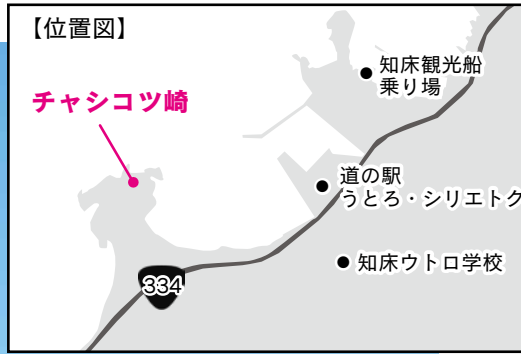 【位置図】
知床観光船
乗り場
チャシコツ崎
道の駅
うとろ・シリエトク
知床ウトロ学校
334